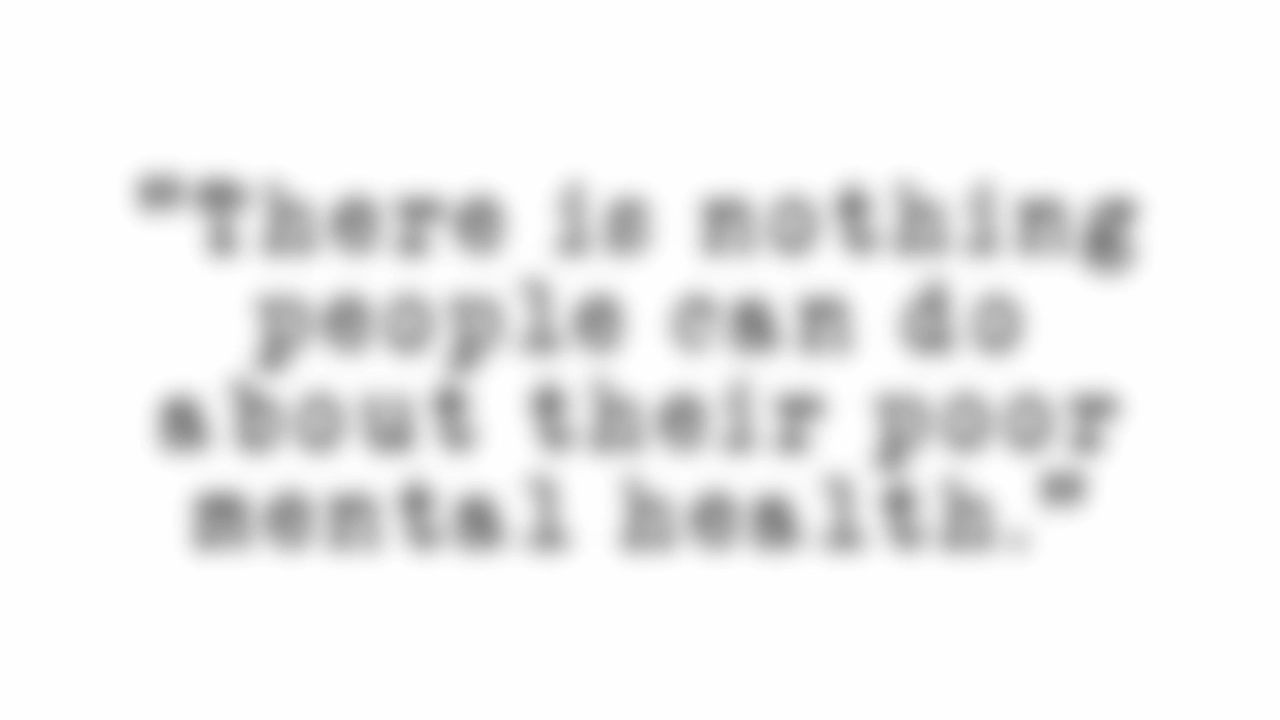 "There is nothing
people can do
about their poor
mental health."